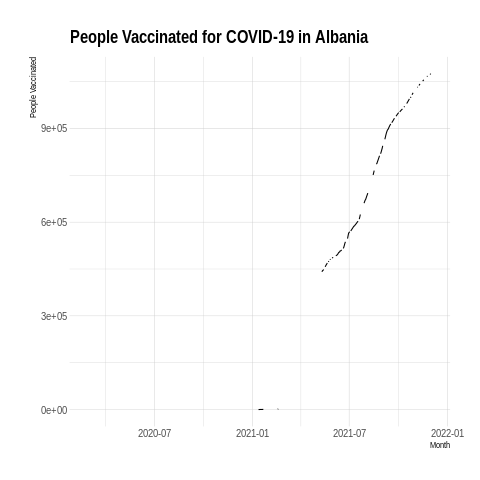 People Vaccinated for COVID-19 in Albania
People Vaccinated
9e+05
6e+05
3e+05
0e+00
2020-07 2021-01 2021-07 2022-01
Month